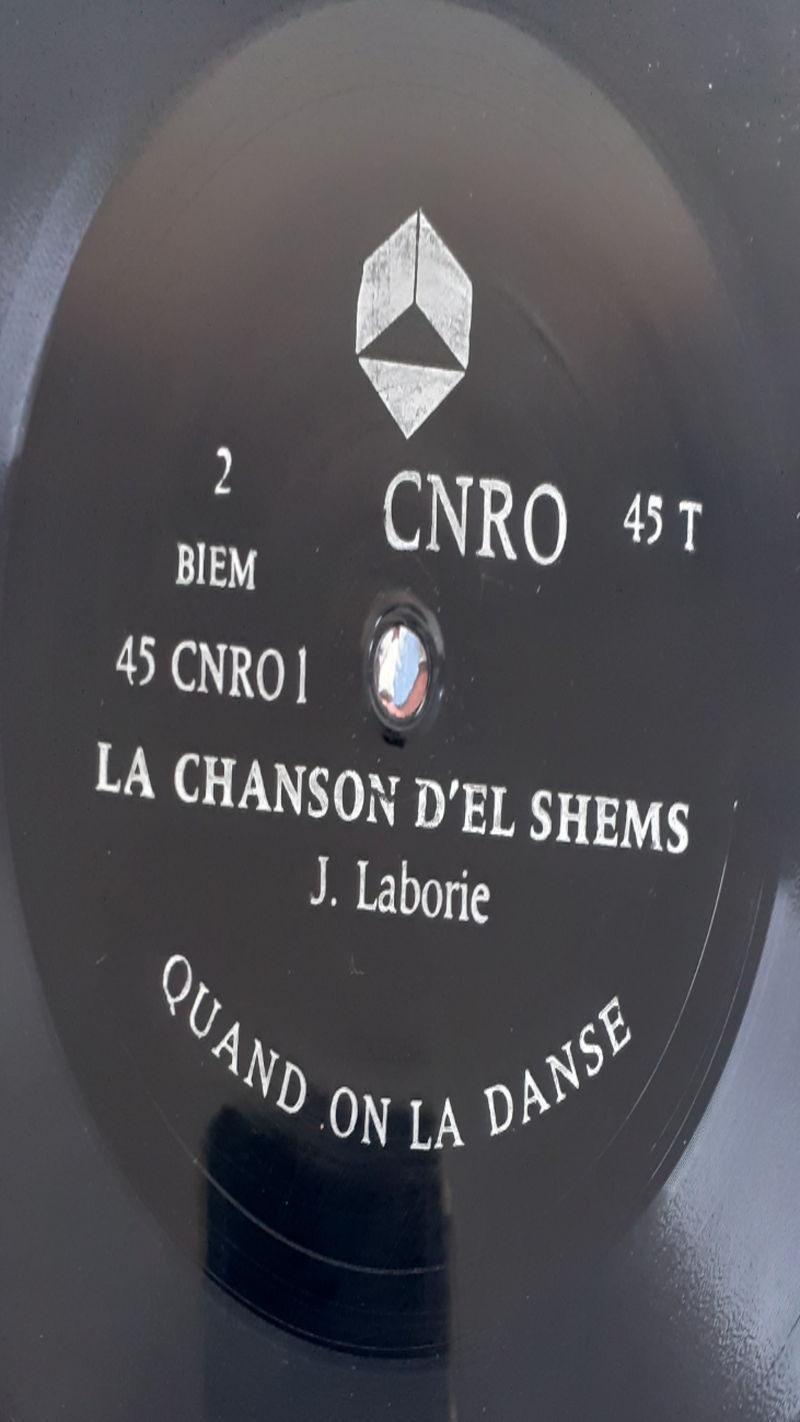 2
CNRO
45 T
BIEM
45 CNRO 1
LA CHANSON D'EL SHEMS
J. Laborie
QUAND ON LA DANSE